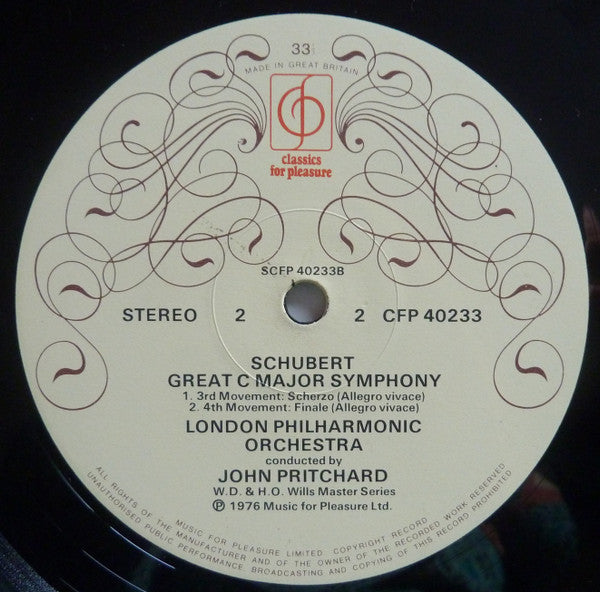 33⅓
MADE IN GREAT BRITAIN
classics
for pleasure
SCFP 40233B
STEREO 2 2 CFP 40233
SCHUBERT
GREAT C MAJOR SYMPHONY
1. 3rd Movement: Scherzo (Allegro vivace)
2. 4th Movement: Finale (Allegro vivace)
LONDON PHILHARMONIC
ORCHESTRA
conducted by
JOHN PRITCHARD
W.D. & H.O. Wills Master Series
Ⓟ 1976 Music for Pleasure Ltd.
MUSIC FOR PLEASURE LIMITED. COPYRIGHT RECORD
ALL RIGHTS OF THE MANUFACTURER AND OF THE OWNER OF THE RECORDED WORK RESERVED
UNAUTHORISED PUBLIC PERFORMANCE BROADCASTING AND COPYING OF THIS RECORD PROHIBITED